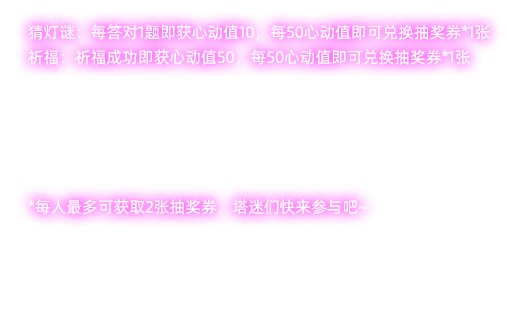 猜灯谜：每答对1题即获心动值10，每50心动值即可兑换抽奖券*1张
祈福：祈福成功即获心动值50，每50心动值即可兑换抽奖券*1张
*每人最多可获取2张抽奖券，塔迷们快来参与吧~